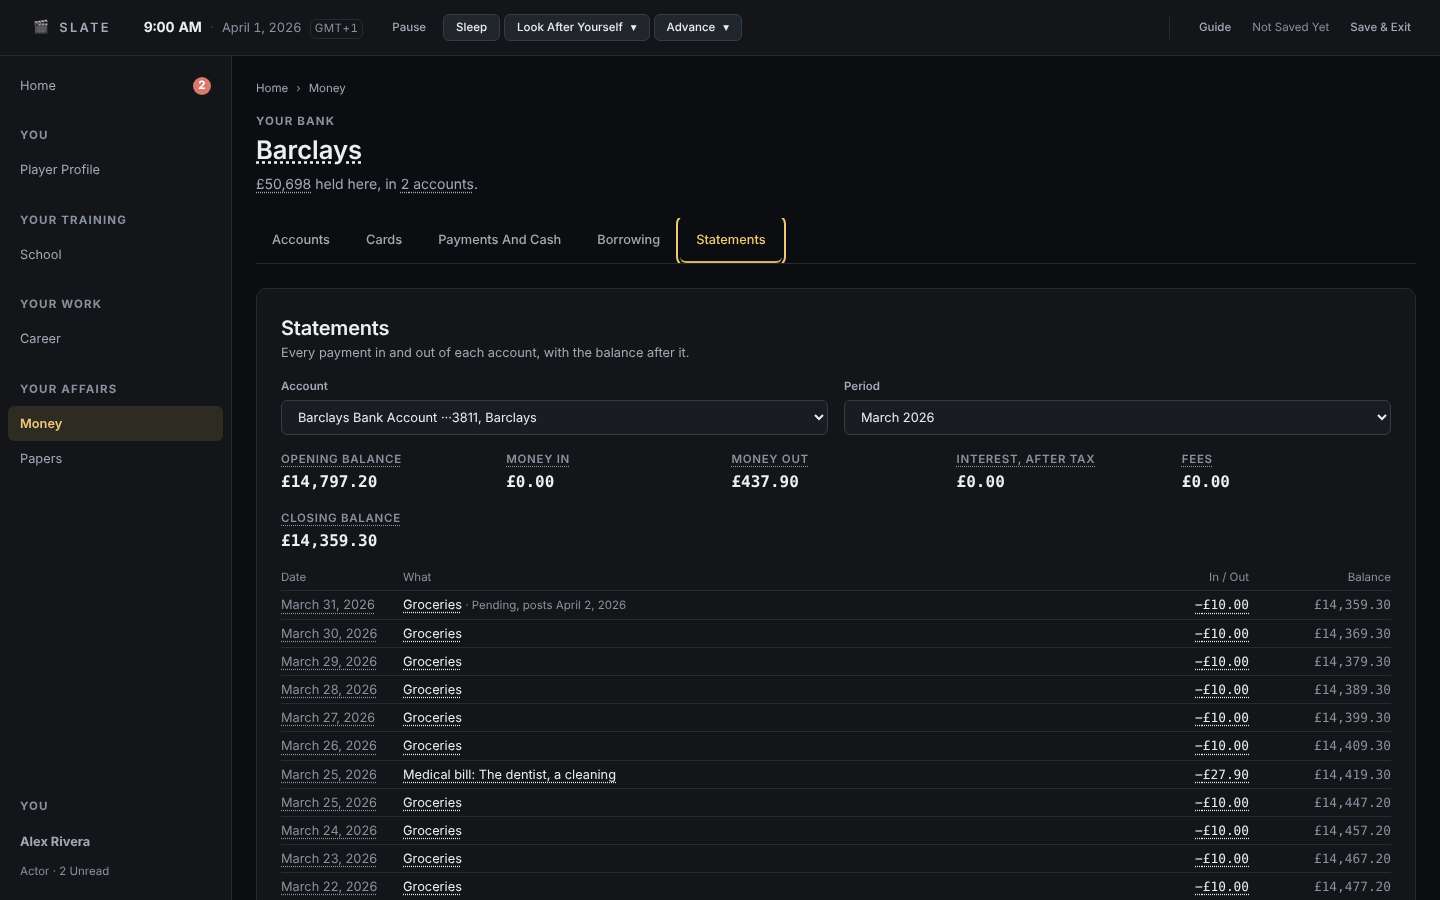 SLATE 9:00 AM · April 1, 2026 GMT+1 Pause Sleep Look After Yourself ▾ Advance ▾ Guide Not Saved Yet Save & Exit
Home 2
YOU
Player Profile
YOUR TRAINING
School
YOUR WORK
Career
YOUR AFFAIRS
Money
Papers
YOU
Alex Rivera
Actor · 2 Unread
Home › Money
YOUR BANK
Barclays
£50,698 held here, in 2 accounts.
Accounts Cards Payments And Cash Borrowing Statements
Statements
Every payment in and out of each account, with the balance after it.
Account Period
Barclays Bank Account ···3811, Barclays March 2026
OPENING BALANCE MONEY IN MONEY OUT INTEREST, AFTER TAX FEES
£14,797.20 £0.00 £437.90 £0.00 £0.00
CLOSING BALANCE
£14,359.30
Date What In / Out Balance
March 31, 2026 Groceries · Pending, posts April 2, 2026 −£10.00 £14,359.30
March 30, 2026 Groceries −£10.00 £14,369.30
March 29, 2026 Groceries −£10.00 £14,379.30
March 28, 2026 Groceries −£10.00 £14,389.30
March 27, 2026 Groceries −£10.00 £14,399.30
March 26, 2026 Groceries −£10.00 £14,409.30
March 25, 2026 Medical bill: The dentist, a cleaning −£27.90 £14,419.30
March 25, 2026 Groceries −£10.00 £14,447.20
March 24, 2026 Groceries −£10.00 £14,457.20
March 23, 2026 Groceries −£10.00 £14,467.20
March 22, 2026 Groceries −£10.00 £14,477.20